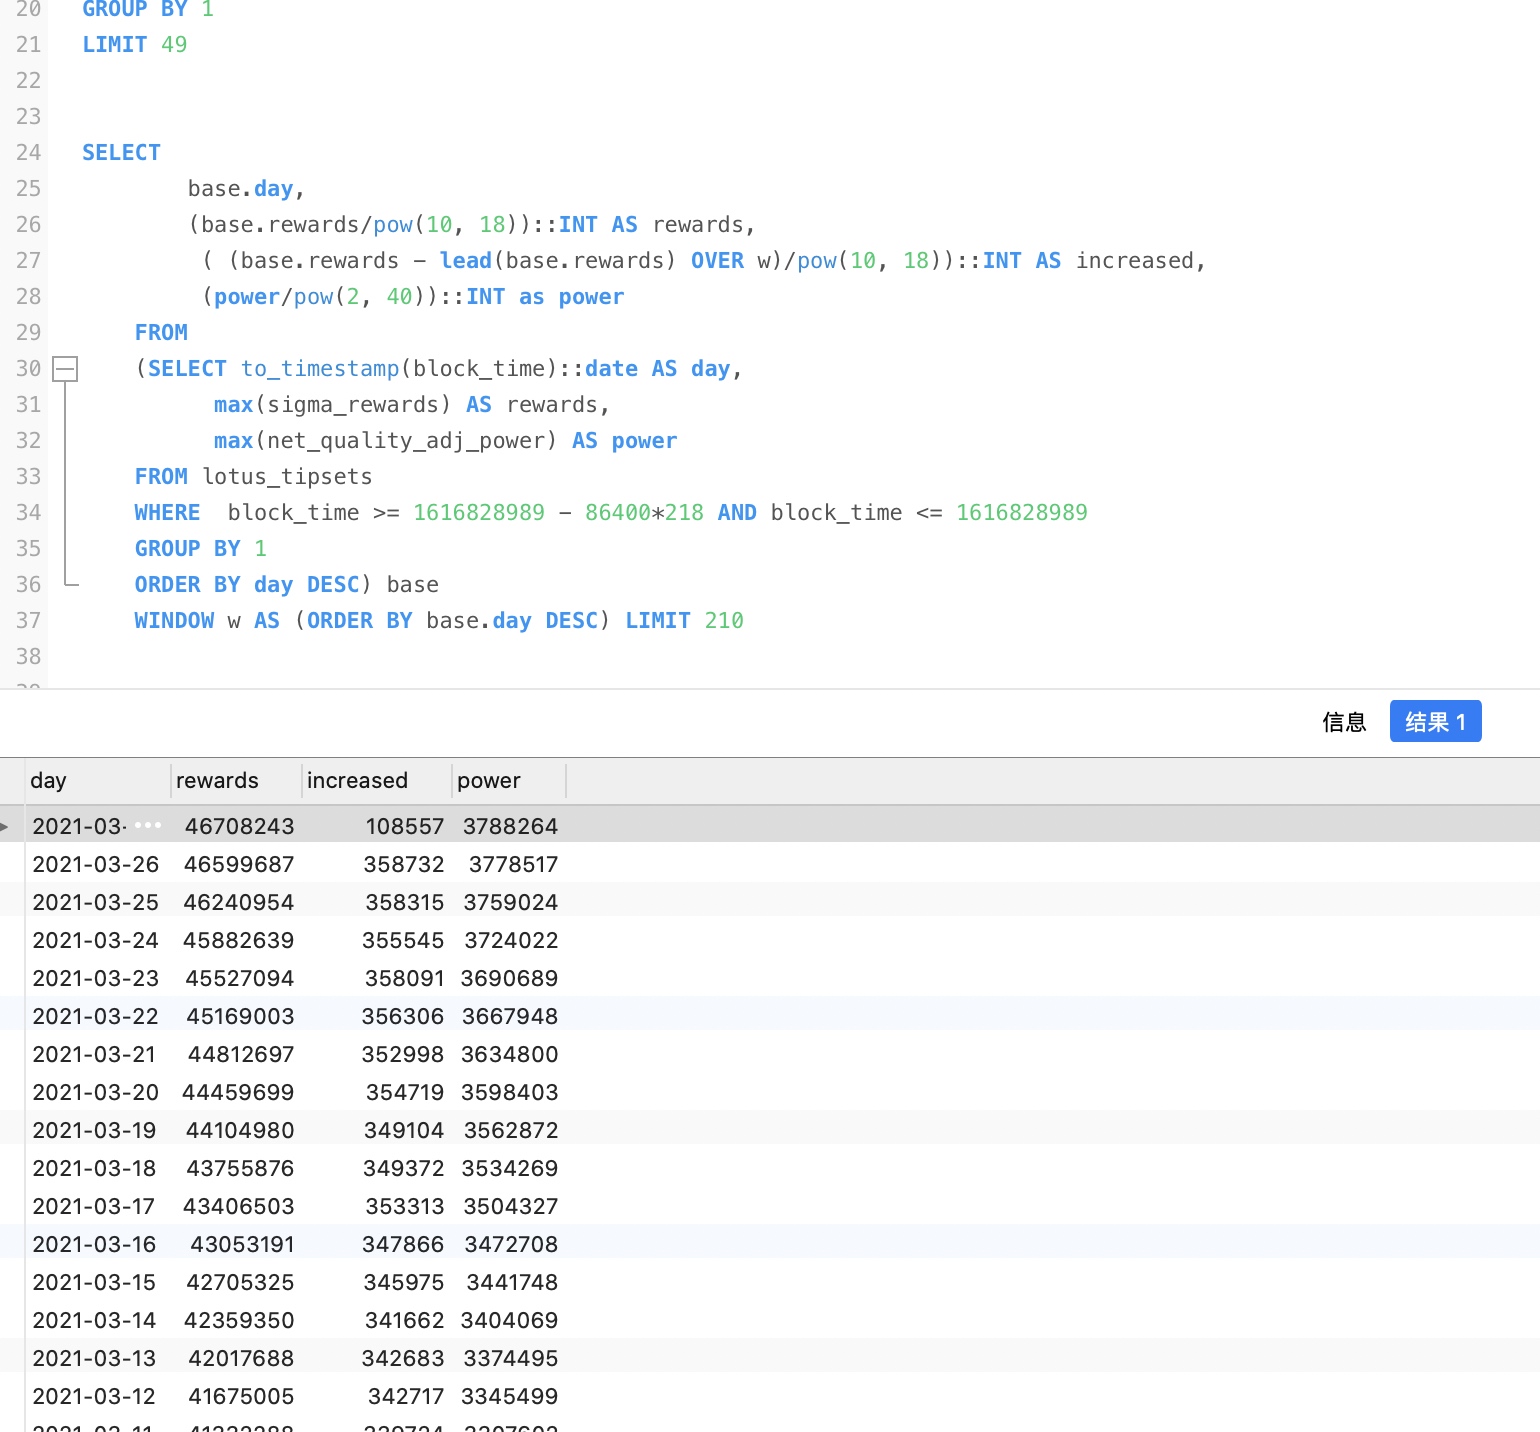 20 GROUP BY 1
21 LIMIT 49
22
23
24 SELECT
25 base.day,
26 (base.rewards/pow(10, 18))::INT AS rewards,
27 ( (base.rewards - lead(base.rewards) OVER w)/pow(10, 18))::INT AS increased,
28 (power/pow(2, 40))::INT as power
29 FROM
30 (SELECT to_timestamp(block_time)::date AS day,
31 max(sigma_rewards) AS rewards,
32 max(net_quality_adj_power) AS power
33 FROM lotus_tipsets
34 WHERE block_time >= 1616828989 - 86400*218 AND block_time <= 1616828989
35 GROUP BY 1
36 ORDER BY day DESC) base
37 WINDOW w AS (ORDER BY base.day DESC) LIMIT 210
38
信息 结果 1
day rewards increased power
2021-03- ··· 46708243 108557 3788264
2021-03-26 46599687 358732 3778517
2021-03-25 46240954 358315 3759024
2021-03-24 45882639 355545 3724022
2021-03-23 45527094 358091 3690689
2021-03-22 45169003 356306 3667948
2021-03-21 44812697 352998 3634800
2021-03-20 44459699 354719 3598403
2021-03-19 44104980 349104 3562872
2021-03-18 43755876 349372 3534269
2021-03-17 43406503 353313 3504327
2021-03-16 43053191 347866 3472708
2021-03-15 42705325 345975 3441748
2021-03-14 42359350 341662 3404069
2021-03-13 42017688 342683 3374495
2021-03-12 41675005 342717 3345499